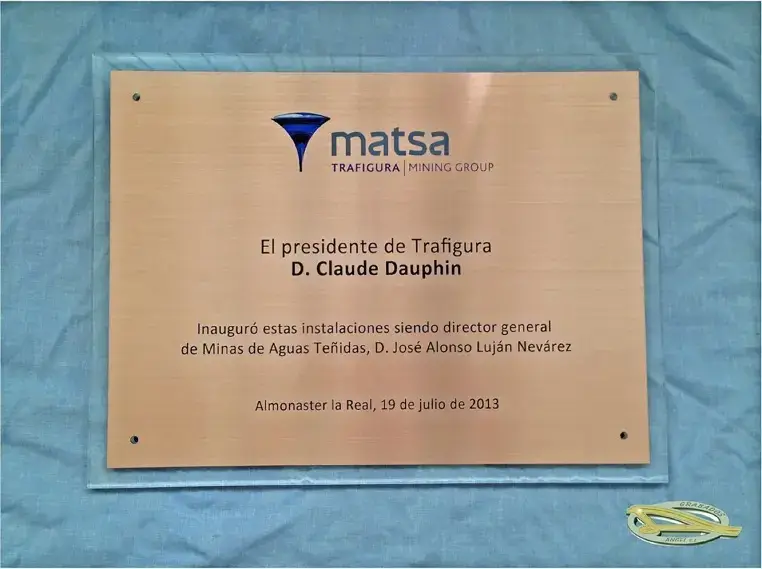 matsa
TRAFIGURA | MINING GROUP
El presidente de Trafigura
D. Claude Dauphin
Inauguró estas instalaciones siendo director general
de Minas de Aguas Teñidas, D. José Alonso Luján Nevárez
Almonaster la Real, 19 de julio de 2013
GRABADOS